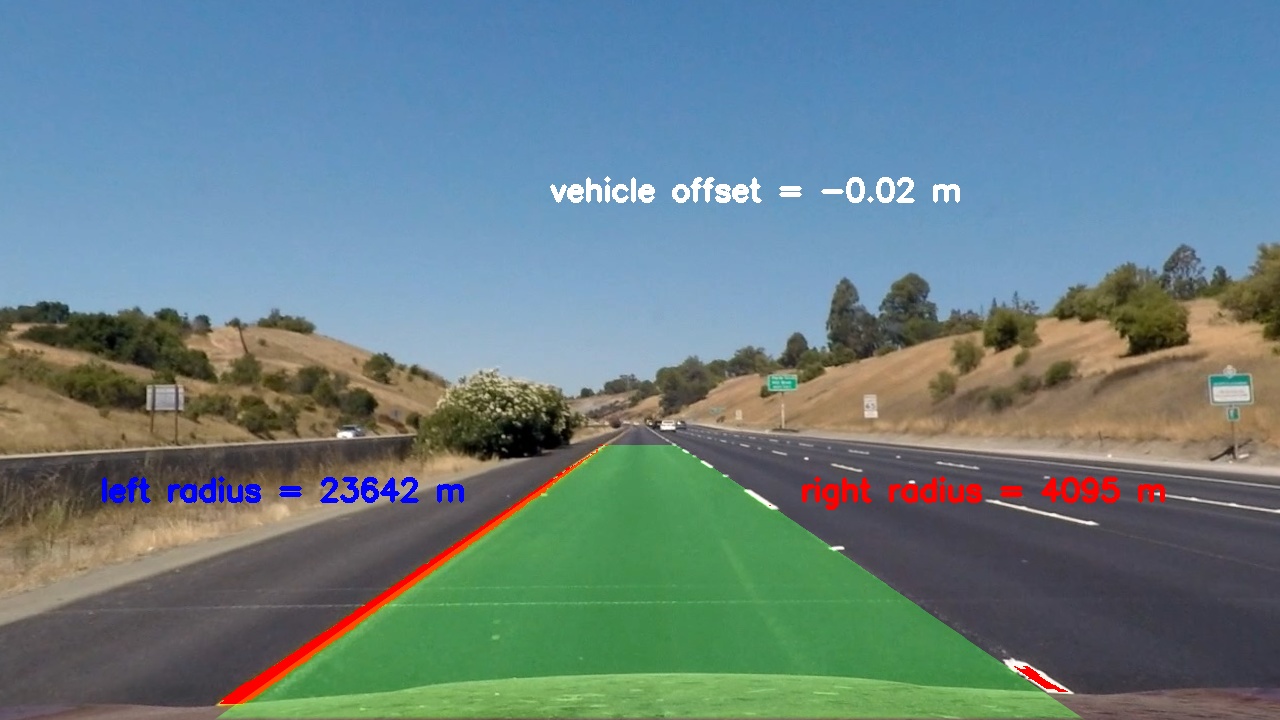 vehicle offset = -0.02 m
left radius = 23642 m
right radius = 4095 m